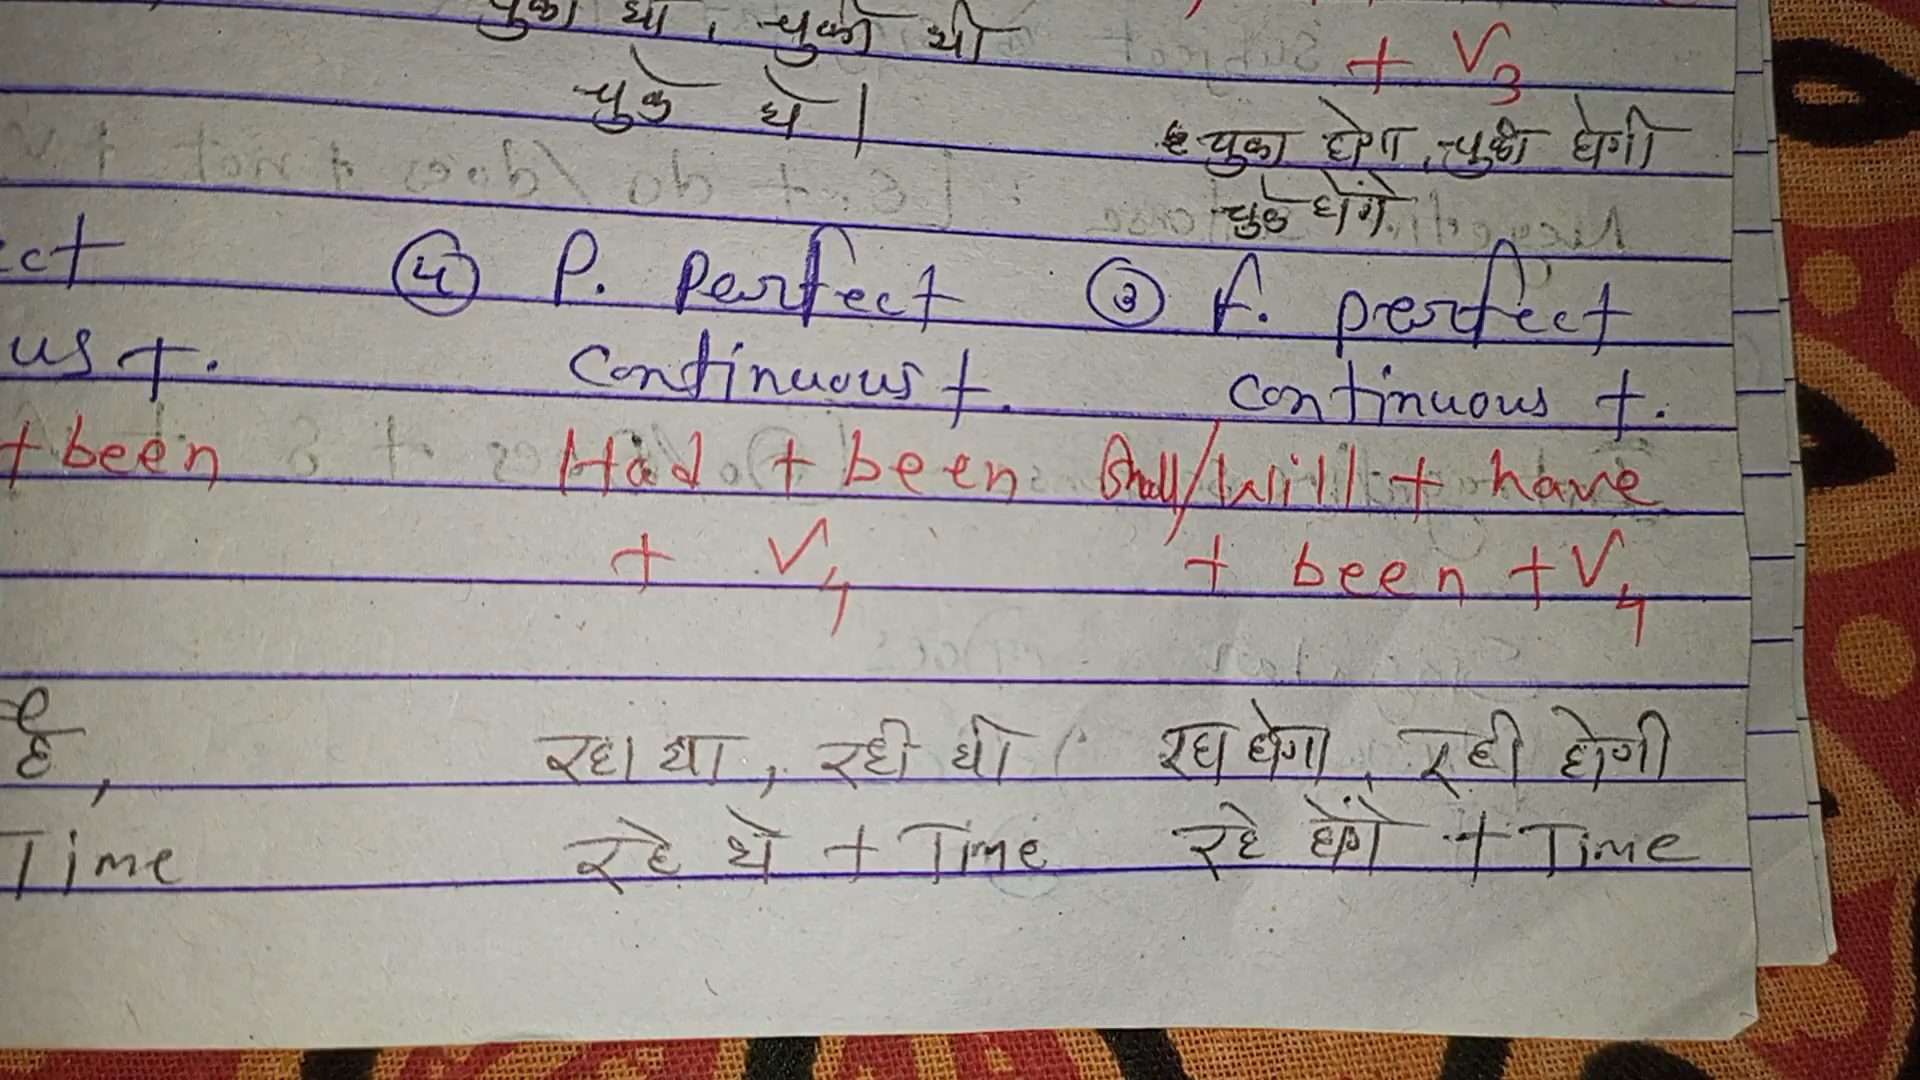 चुका था, चुकी थी
+ V3
चुके थे।
चुका होगा, चुकी होगी
चुके होंगे
ect ④ P. Perfect ③ f. perfect
us t. continuous t. continuous t.
+ been Had + been Shall/Will + have
+ V4 + been + V4
है, रहा था, रही थी रहा होगा, रही होगी
Time रहे थे + Time रहे होंगे + Time